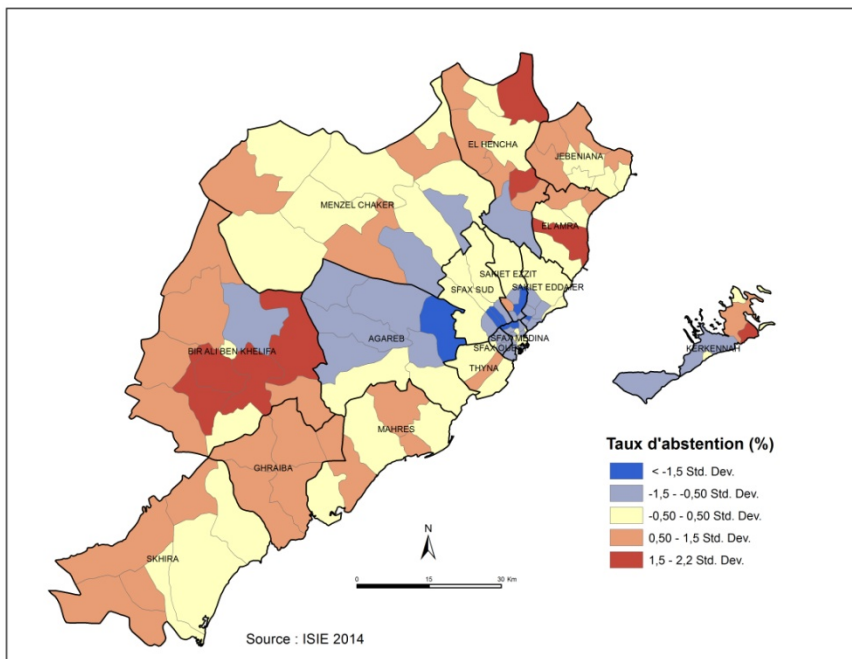 EL HENCHA
JEBENIANA
MENZEL CHAKER
EL'AMRA
SAKIET EZZIT
SAKIET EDDAIER
SFAX SUD
AGAREB
SFAX MEDINA
BIR ALI BEN KHELIFA
THYNA
KERKENNAH
MAHRES
GHRAIBA
SKHIRA
Taux d'abstention (%)
< -1,5 Std. Dev.
-1,5 - -0,50 Std. Dev.
-0,50 - 0,50 Std. Dev.
0,50 - 1,5 Std. Dev.
1,5 - 2,2 Std. Dev.
N
0 15 30 Km
Source : ISIE 2014